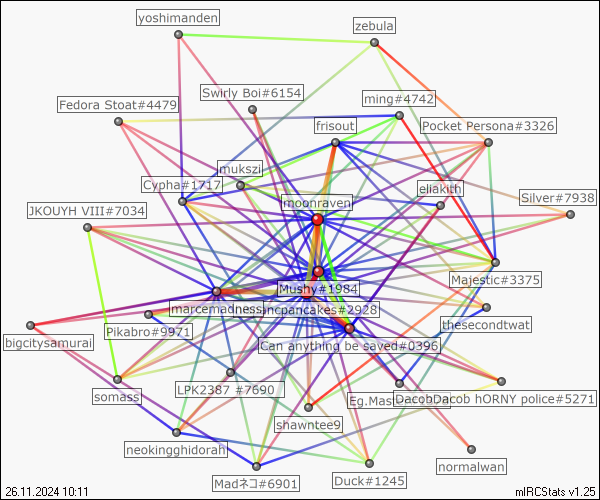 yoshimanden
zebula
Swirly Boi#6154
Fedora Stoat#4479
ming#4742
frisout
Pocket Persona#3326
mukszi
Cypha#1717
eliakith
Silver#7938
moonraven
JKOUYH VIII#7034
Majestic#3375
Mushy#1984
marcemadness
ncpancakes#2928
thesecondtwat
Pikabro#9971
bigcitysamurai
Can anything be saved#0396
somass
LPK2387 #7690
Eg.Mast
DacobDacob hORNY police#5271
shawntee9
neokingghidorah
normalwan
Madネコ#6901
Duck#1245
26.11.2024 10:11
mIRCStats v1.25